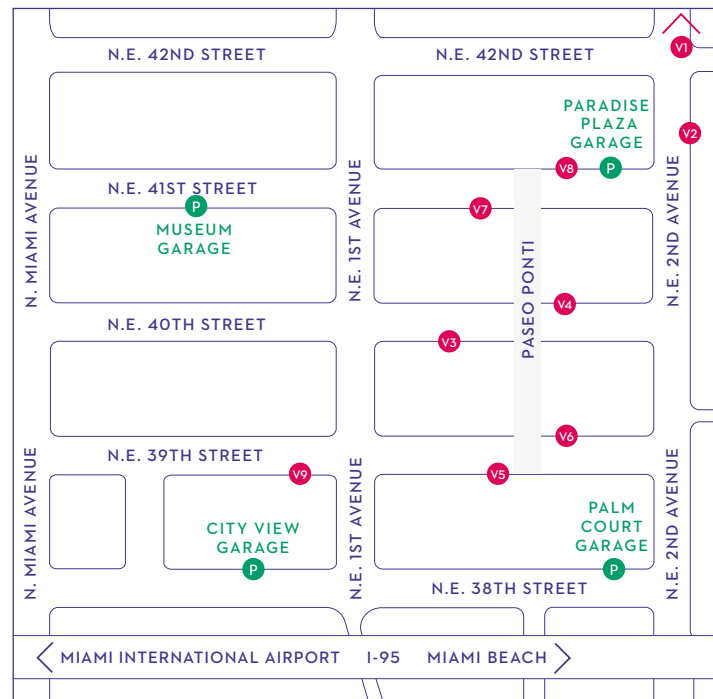 N.E. 42ND STREET
N.E. 42ND STREET
V1
PARADISE
PLAZA
GARAGE
V2
V8
P
N.E. 41ST STREET
P
MUSEUM
GARAGE
V7
N. MIAMI AVENUE
N.E. 1ST AVENUE
PASEO PONTI
N.E. 2ND AVENUE
V4
N.E. 40TH STREET
V3
V6
N.E. 39TH STREET
V9
V5
N. MIAMI AVENUE
N.E. 1ST AVENUE
N.E. 2ND AVENUE
CITY VIEW
GARAGE
P
PALM
COURT
GARAGE
P
N.E. 38TH STREET
MIAMI INTERNATIONAL AIRPORT I-95 MIAMI BEACH